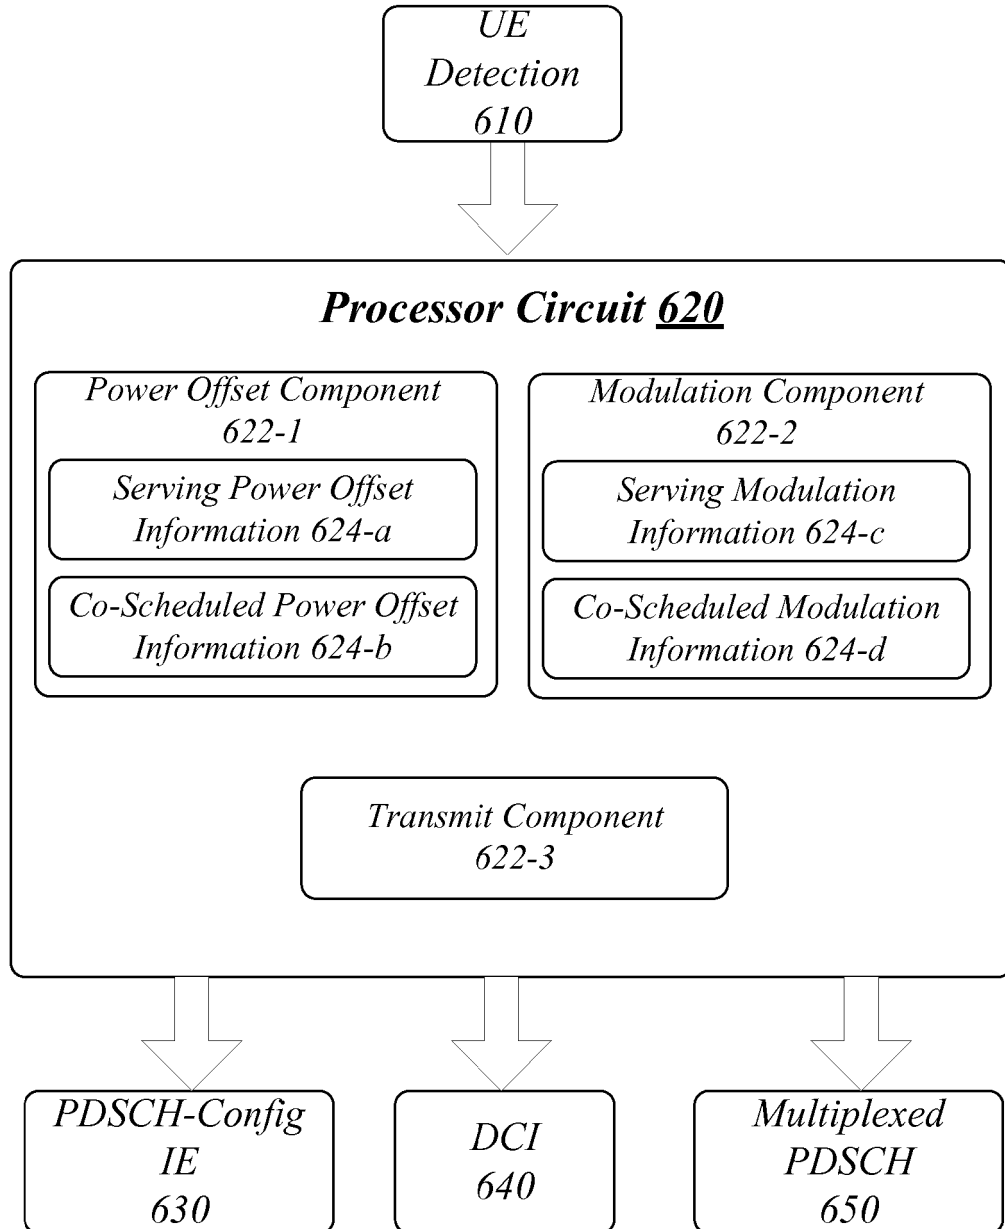 UE
Detection
610
Processor Circuit 620
Power Offset Component
622-1
Serving Power Offset
Information 624-a
Co-Scheduled Power Offset
Information 624-b
Modulation Component
622-2
Serving Modulation
Information 624-c
Co-Scheduled Modulation
Information 624-d
Transmit Component
622-3
PDSCH-Config
IE
630
DCI
640
Multiplexed
PDSCH
650